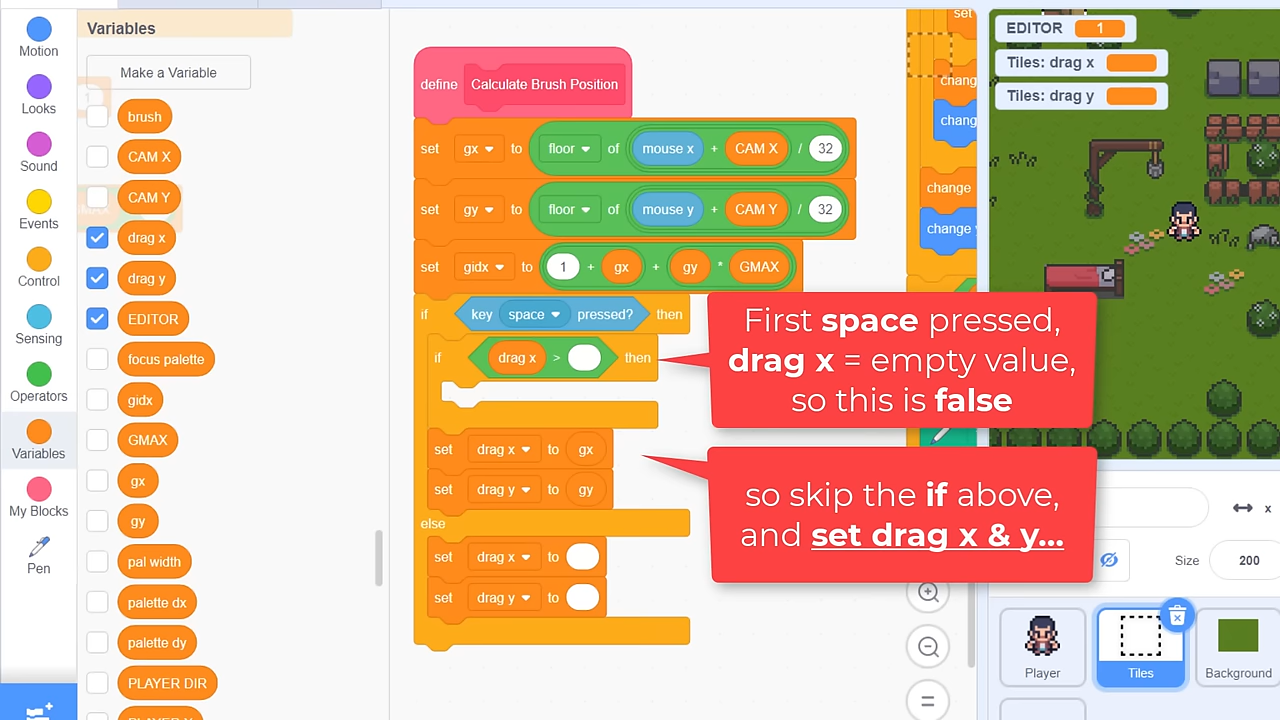 Motion
Looks
Sound
Events
Control
Sensing
Operators
Variables
My Blocks
Pen
Variables
Make a Variable
brush
CAM X
CAM Y
drag x
drag y
EDITOR
focus palette
gidx
GMAX
gx
gy
pal width
palette dx
palette dy
PLAYER DIR
define Calculate Brush Position
set gx to floor of mouse x + CAM X / 32
set gy to floor of mouse y + CAM Y / 32
set gidx to 1 + gx + gy * GMAX
if key space pressed? then
if drag x > then
set drag x to gx
set drag y to gy
else
set drag x to
set drag y to
set
chang
chang
change
change y
First space pressed,
drag x = empty value,
so this is false
so skip the if above,
and set drag x & y...
EDITOR 1
Tiles: drag x
Tiles: drag y
x
Size 200
Player
Tiles
Background